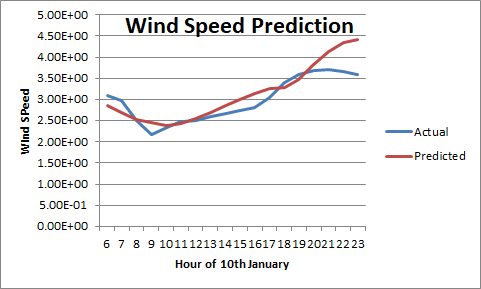 Wind Speed Prediction
5.00E+00
4.50E+00
4.00E+00
3.50E+00
3.00E+00
2.50E+00
2.00E+00
1.50E+00
1.00E+00
5.00E-01
0.00E+00
WInd SPeed
6 7 8 9 10 11 12 13 14 15 16 17 18 19 20 21 22 23
Hour of 10th January
Actual
Predicted